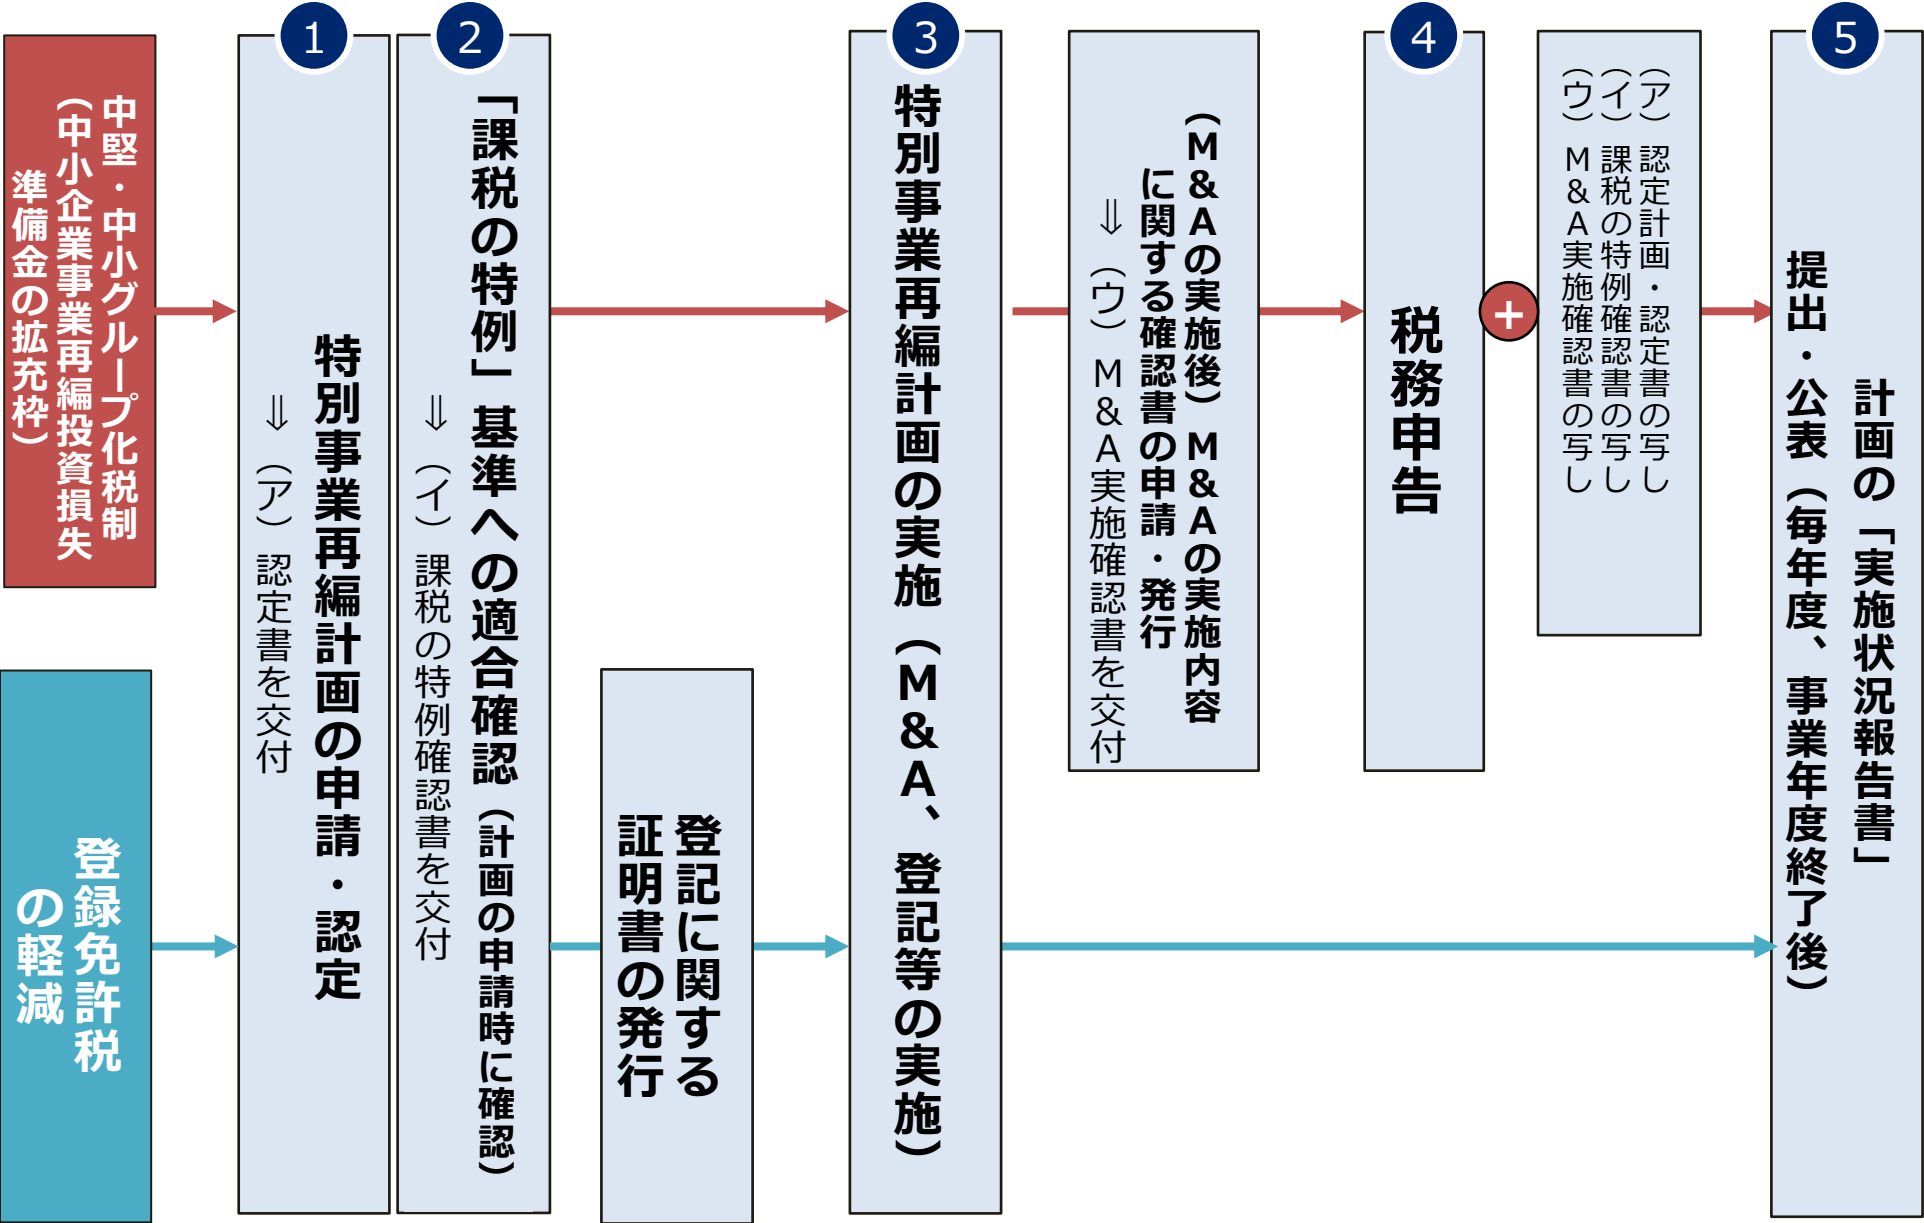 中堅・中小グループ化税制
（中小企業事業再編投資損失
準備金の拡充枠）
登録免許税
の軽減
1
特別事業再編計画の申請・認定
⇒（ア）認定書を交付
2
「課税の特例」基準への適合確認（計画の申請時に確認）
⇒（イ）課税の特例確認書を交付
登記に関する
証明書の発行
3
特別事業再編計画の実施（M&A、登記等の実施）
（M&Aの実施後）M&Aの実施内容
に関する確認書の申請・発行
⇒（ウ）M&A実施確認書を交付
4
税務申告
+
（ア）認定計画・認定書の写し
（イ）課税の特例確認書の写し
（ウ）M&A実施確認書の写し
5
計画の「実施状況報告書」
提出・公表（毎年度、事業年度終了後）